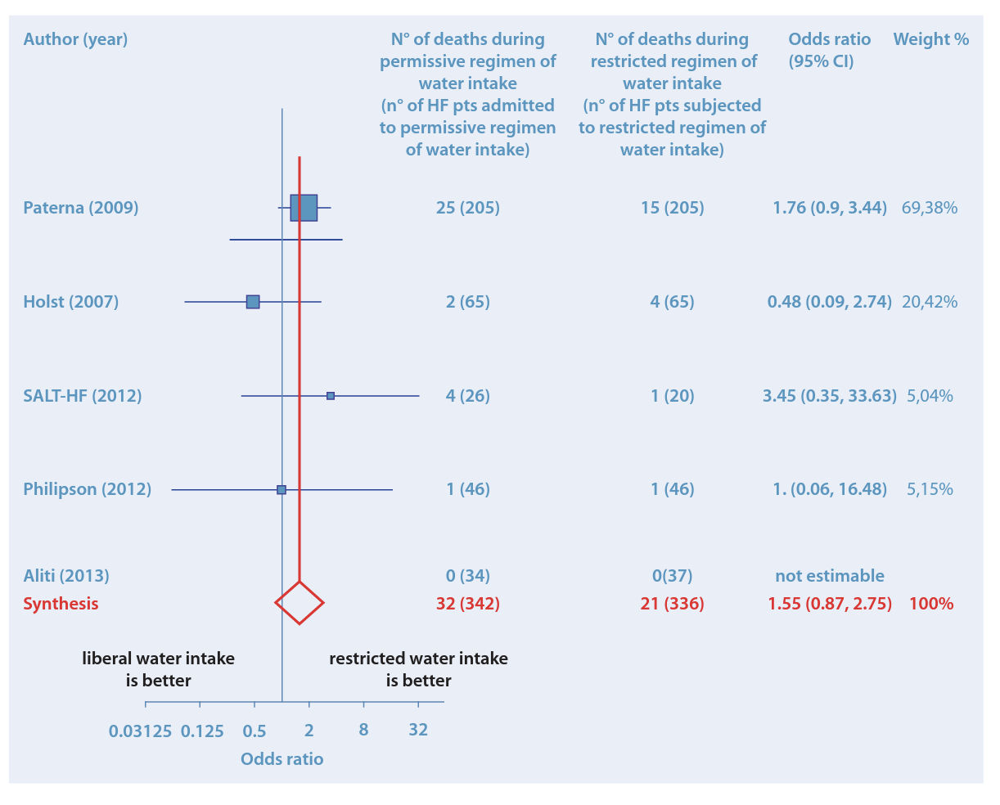 Author (year)
N° of deaths during
permissive regimen of
water intake
(n° of HF pts admitted
to permissive regimen
of water intake)
N° of deaths during
restricted regimen of
water intake
(n° of HF pts subjected
to restricted regimen of
water intake)
Odds ratio
(95% CI)
Weight %
Paterna (2009) 25 (205) 15 (205) 1.76 (0.9, 3.44) 69,38%
Holst (2007) 2 (65) 4 (65) 0.48 (0.09, 2.74) 20,42%
SALT-HF (2012) 4 (26) 1 (20) 3.45 (0.35, 33.63) 5,04%
Philipson (2012) 1 (46) 1 (46) 1. (0.06, 16.48) 5,15%
Aliti (2013) 0 (34) 0(37) not estimable
Synthesis 32 (342) 21 (336) 1.55 (0.87, 2.75) 100%
liberal water intake
is better
restricted water intake
is better
0.03125 0.125 0.5 2 8 32
Odds ratio